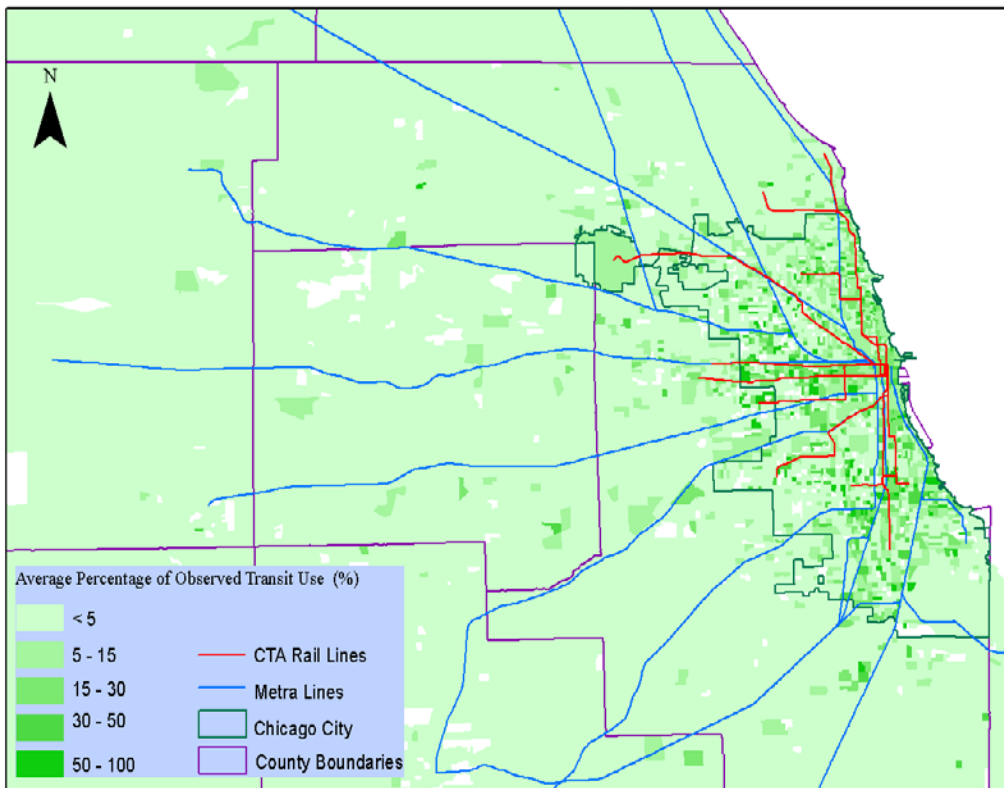 N
Average Percentage of Observed Transit Use (%)
< 5
5 - 15
15 - 30
30 - 50
50 - 100
CTA Rail Lines
Metra Lines
Chicago City
County Boundaries